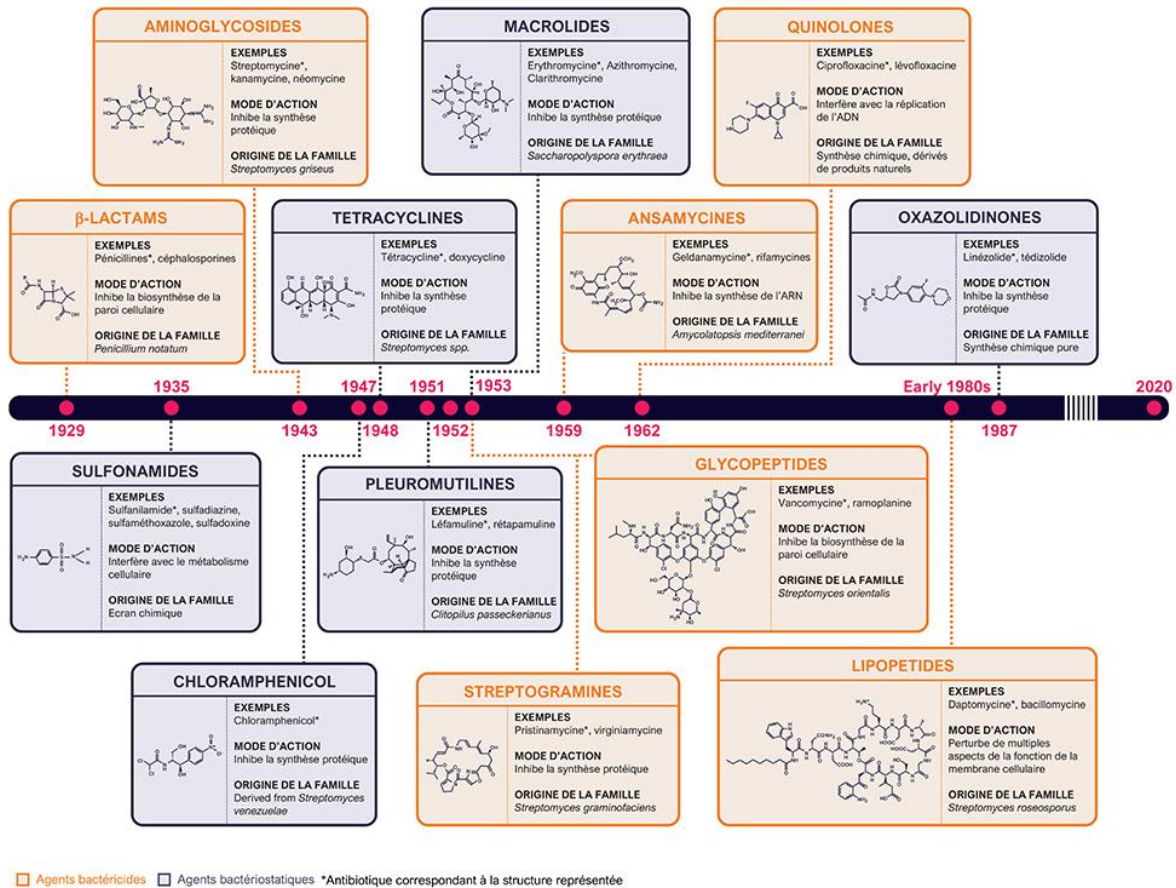 AMINOGLYCOSIDES
EXEMPLES
Streptomycine*,
kanamycine, néomycine
MODE D'ACTION
Inhibe la synthèse
protéique
ORIGINE DE LA FAMILLE
Streptomyces griseus
MACROLIDES
EXEMPLES
Erythromycine*, Azithromycine,
Clarithromycine
MODE D'ACTION
Inhibe la synthèse protéique
ORIGINE DE LA FAMILLE
Saccharopolyspora erythraea
QUINOLONES
EXEMPLES
Ciprofloxacine*, lévofloxacine
MODE D'ACTION
Interfère avec la réplication
de l'ADN
ORIGINE DE LA FAMILLE
Synthèse chimique, dérivés
de produits naturels
β-LACTAMS
EXEMPLES
Pénicillines*, céphalosporines
MODE D'ACTION
Inhibe la biosynthèse de la
paroi cellulaire
ORIGINE DE LA FAMILLE
Penicillium notatum
TETRACYCLINES
EXEMPLES
Tétracycline*, doxycycline
MODE D'ACTION
Inhibe la synthèse
protéique
ORIGINE DE LA FAMILLE
Streptomyces spp.
ANSAMYCINES
EXEMPLES
Geldanamycine*, rifamycines
MODE D'ACTION
Inhibe la synthèse de l'ARN
ORIGINE DE LA FAMILLE
Amycolatopsis mediterranei
OXAZOLIDINONES
EXEMPLES
Linézolide*, tédizolide
MODE D'ACTION
Inhibe la synthèse
protéique
ORIGINE DE LA FAMILLE
Synthèse chimique pure
1935
1947
1951
1953
Early 1980s
2020
1929
1943
1948
1952
1959
1962
1987
SULFONAMIDES
EXEMPLES
Sulfanilamide*, sulfadiazine,
sulfaméthoxazole, sulfadoxine
MODE D'ACTION
Interfère avec le métabolisme
cellulaire
ORIGINE DE LA FAMILLE
Ecran chimique
PLEUROMUTILINES
EXEMPLES
Léfamuline*, rétapamuline
MODE D'ACTION
Inhibe la synthèse
protéique
ORIGINE DE LA FAMILLE
Clitopilus passeckerianus
GLYCOPEPTIDES
EXEMPLES
Vancomycine*, ramoplanine
MODE D'ACTION
Inhibe la biosynthèse de la
paroi cellulaire
ORIGINE DE LA FAMILLE
Streptomyces orientalis
CHLORAMPHENICOL
EXEMPLES
Chloramphenicol*
MODE D'ACTION
Inhibe la synthèse protéique
ORIGINE DE LA FAMILLE
Derived from Streptomyces
venezuelae
STREPTOGRAMINES
EXEMPLES
Pristinamycine*, virginiamycine
MODE D'ACTION
Inhibe la synthèse protéique
ORIGINE DE LA FAMILLE
Streptomyces graminofaciens
LIPOPETIDES
EXEMPLES
Daptomycine*, bacillomycine
MODE D'ACTION
Perturbe de multiples
aspects de la fonction de la
membrane cellulaire
ORIGINE DE LA FAMILLE
Streptomyces roseosporus
Agents bactéricides
Agents bactériostatiques
*Antibiotique correspondant à la structure représentée